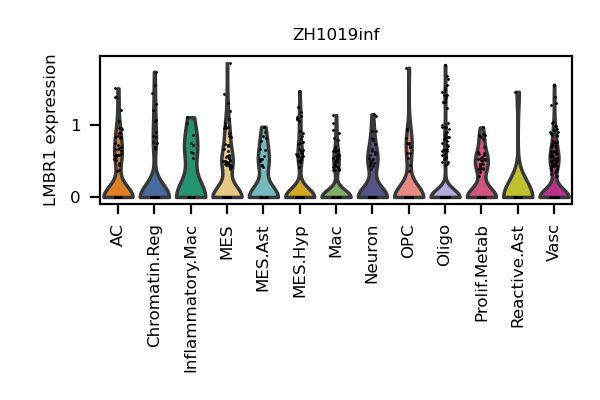 ZH1019inf
LMBR1 expression
1
0
AC
Chromatin.Reg
Inflammatory.Mac
MES
MES.Ast
MES.Hyp
Mac
Neuron
OPC
Oligo
Prolif.Metab
Reactive.Ast
Vasc